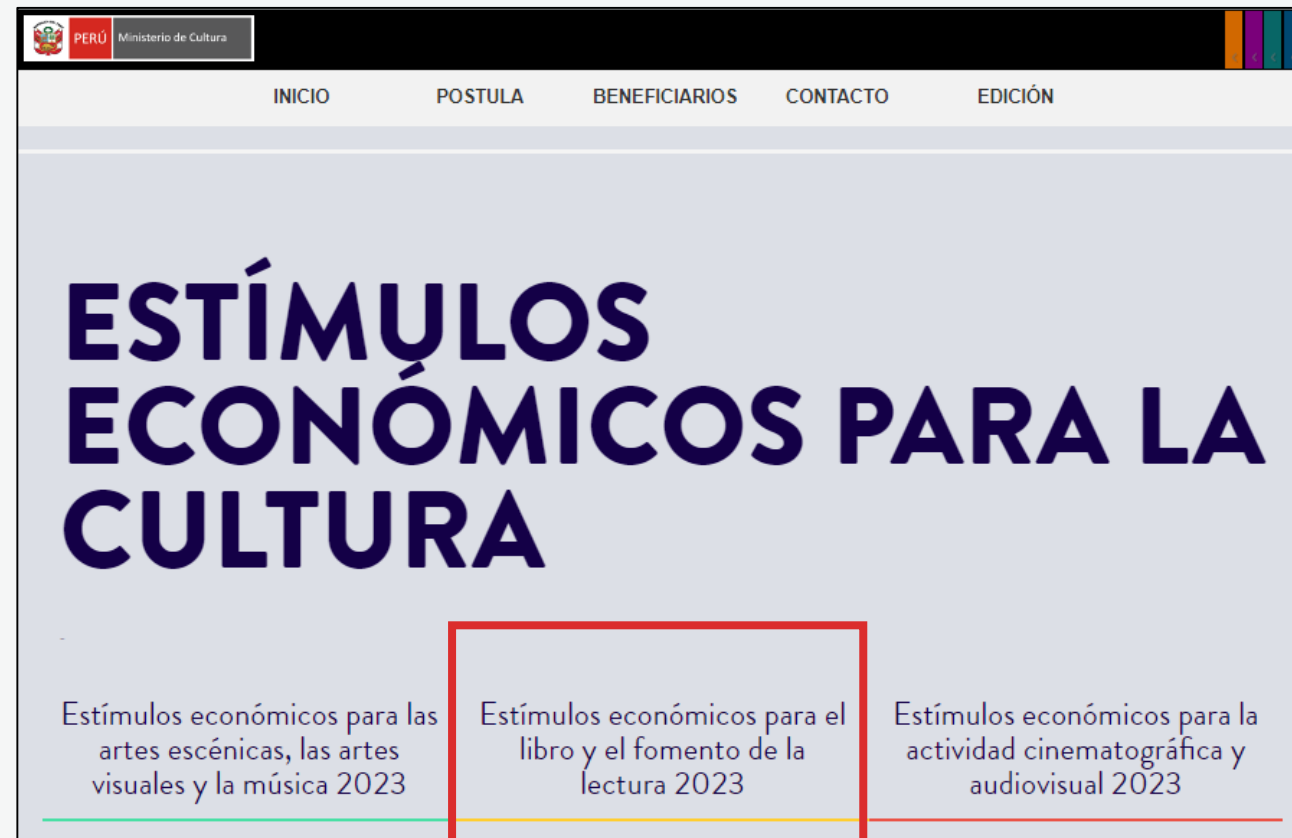 PERÚ
Ministerio de Cultura
INICIO POSTULA BENEFICIARIOS CONTACTO EDICIÓN
ESTÍMULOS
ECONÓMICOS PARA LA
CULTURA
-
Estímulos económicos para las
artes escénicas, las artes
visuales y la música 2023
Estímulos económicos para el
libro y el fomento de la
lectura 2023
Estímulos económicos para la
actividad cinematográfica y
audiovisual 2023